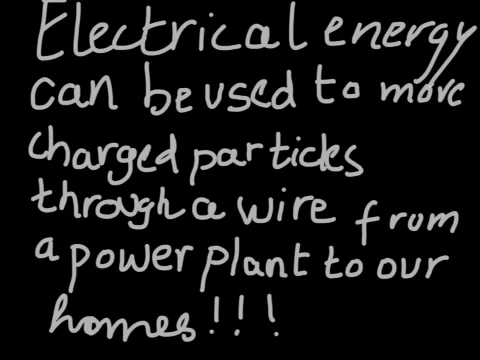 Electrical energy
can be used to move
charged particles
through a wire from
a power plant to our
homes!!!